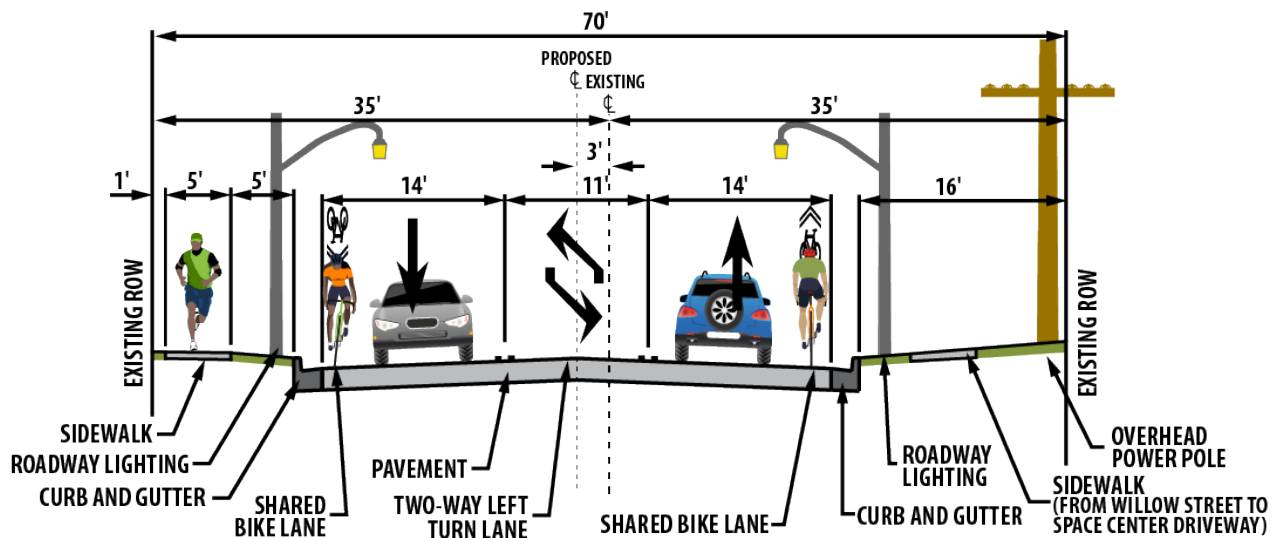 70'
PROPOSED
℄ EXISTING
℄
35'
35'
3'
1'
5'
5'
14'
11'
14'
16'
EXISTING ROW
EXISTING ROW
SIDEWALK
ROADWAY LIGHTING
CURB AND GUTTER
SHARED
BIKE LANE
PAVEMENT
TWO-WAY LEFT
TURN LANE
SHARED BIKE LANE
CURB AND GUTTER
ROADWAY
LIGHTING
SIDEWALK
(FROM WILLOW STREET TO
SPACE CENTER DRIVEWAY)
OVERHEAD
POWER POLE